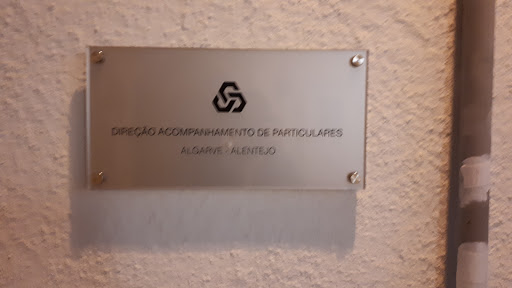 DIREÇÃO ACOMPANHAMENTO DE PARTICULARES
ALGARVE - ALENTEJO